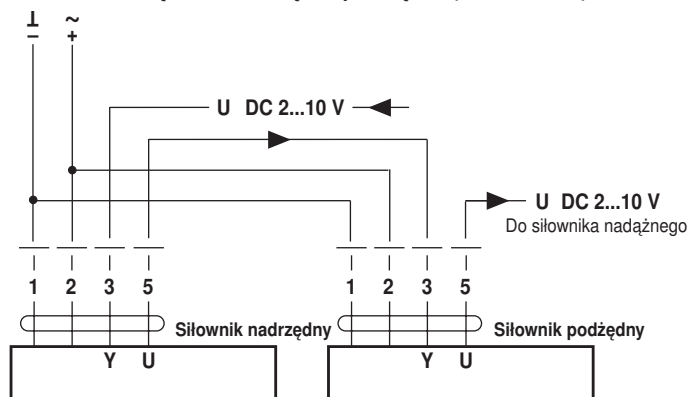 ⊥ ~
− +
U DC 2...10 V
U DC 2...10 V
Do siłownika nadążnego
1 2 3 5
1 2 3 5
Siłownik nadrzędny
Siłownik podżędny
Y U
Y U